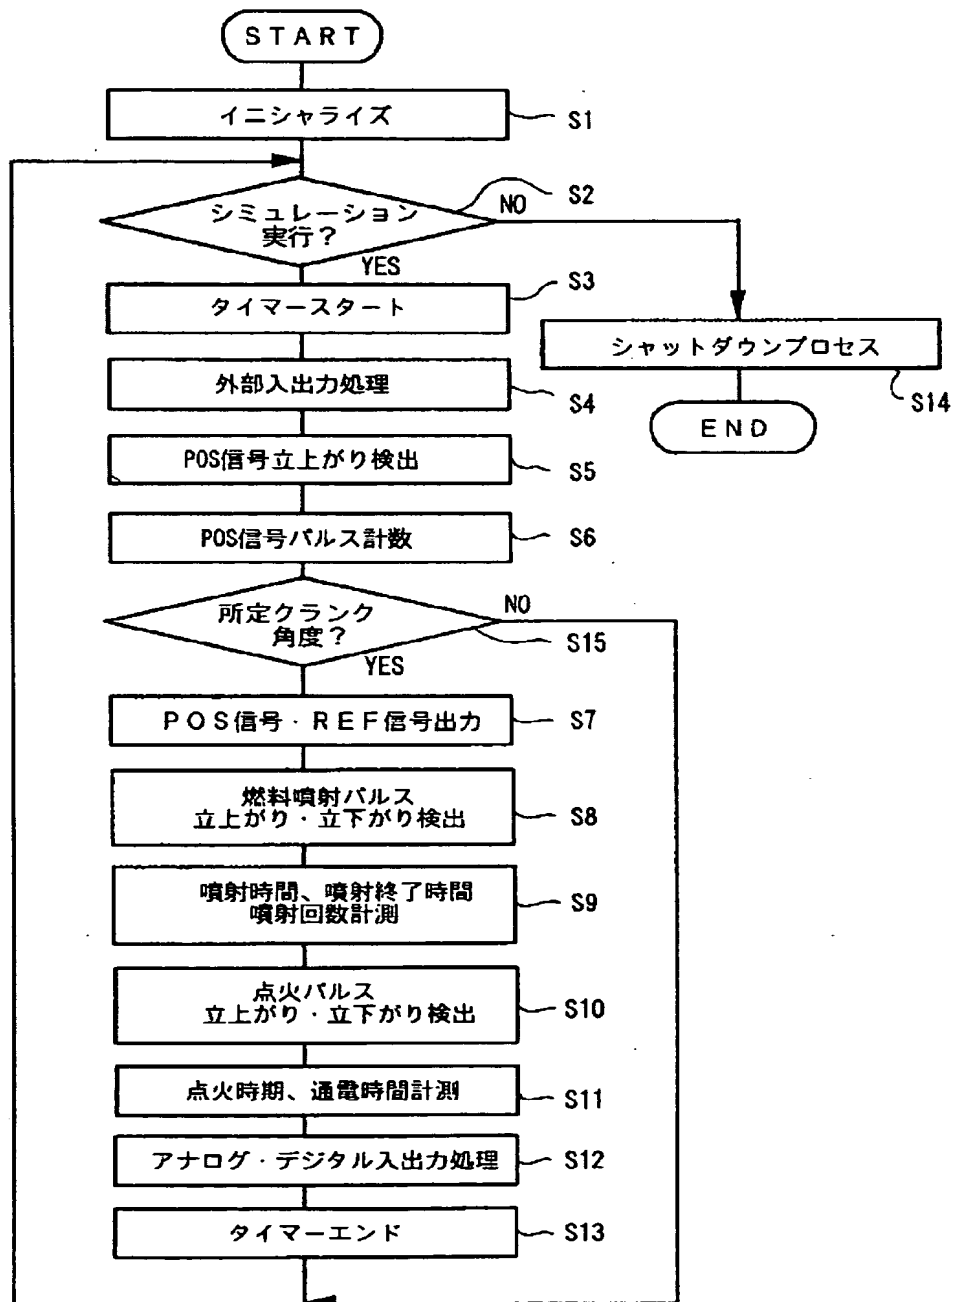 START
イニシャライズ
S1
シミュレーション
実行？
S2
NO
YES
タイマースタート
S3
シャットダウンプロセス
S14
外部入出力処理
S4
END
POS信号立上がり検出
S5
POS信号パルス計数
S6
所定クランク
角度？
NO
S15
YES
POS信号・REF信号出力
S7
燃料噴射パルス
立上がり・立下がり検出
S8
噴射時間、噴射終了時間
噴射回数計測
S9
点火パルス
立上がり・立下がり検出
S10
点火時期、通電時間計測
S11
アナログ・デジタル入出力処理
S12
タイマーエンド
S13